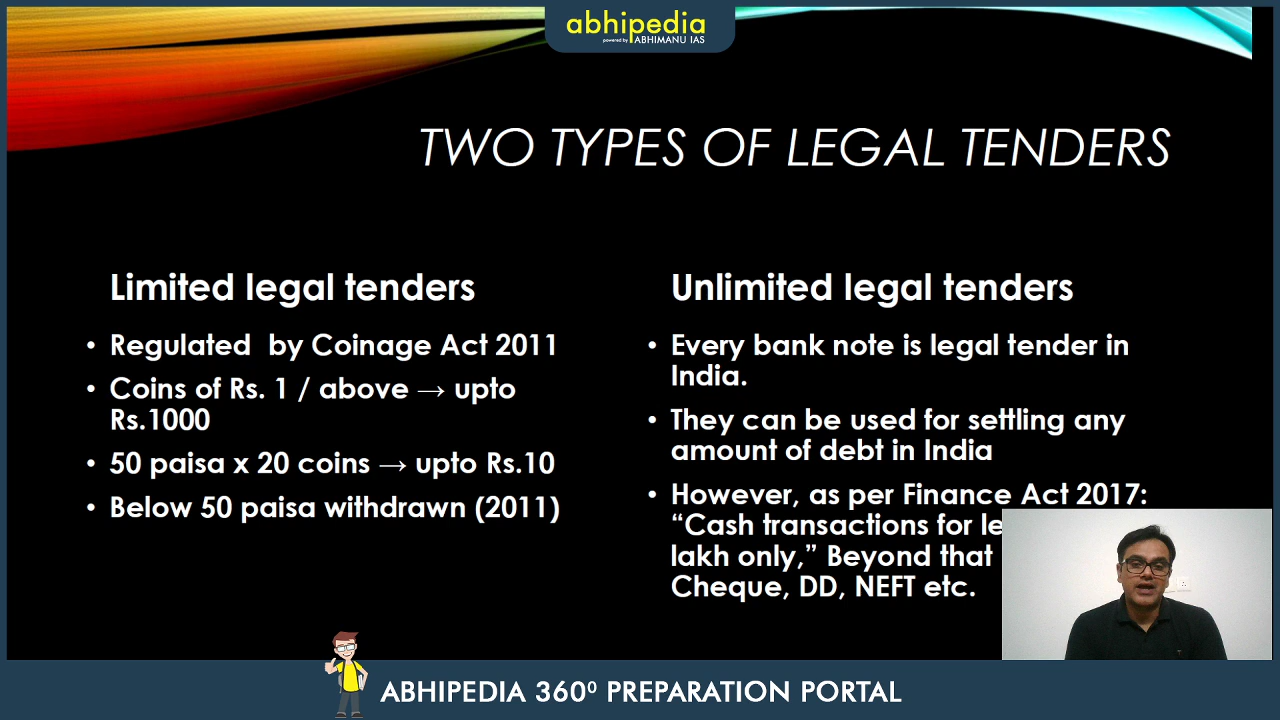 abhipedia
powered by ABHIMANU IAS
TWO TYPES OF LEGAL TENDERS
Limited legal tenders
• Regulated by Coinage Act 2011
• Coins of Rs. 1 / above → upto
Rs.1000
• 50 paisa x 20 coins → upto Rs.10
• Below 50 paisa withdrawn (2011)
Unlimited legal tenders
• Every bank note is legal tender in
India.
• They can be used for settling any
amount of debt in India
• However, as per Finance Act 2017:
“Cash transactions for
lakh only,” Beyond that
Cheque, DD, NEFT etc.
ABHIPEDIA 360⁰ PREPARATION PORTAL